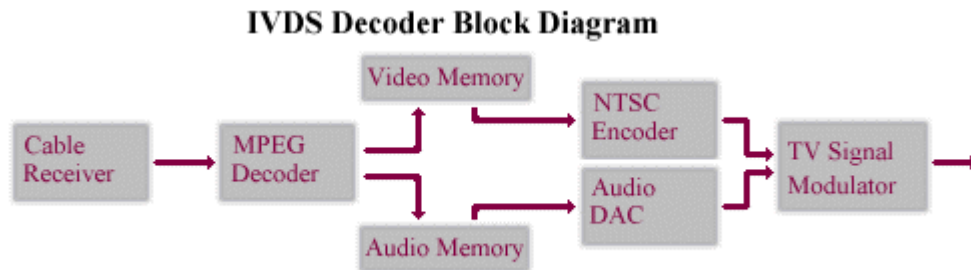 IVDS Decoder Block Diagram
Video Memory
NTSC
Encoder
Cable
Receiver
MPEG
Decoder
TV Signal
Modulator
Audio
DAC
Audio Memory